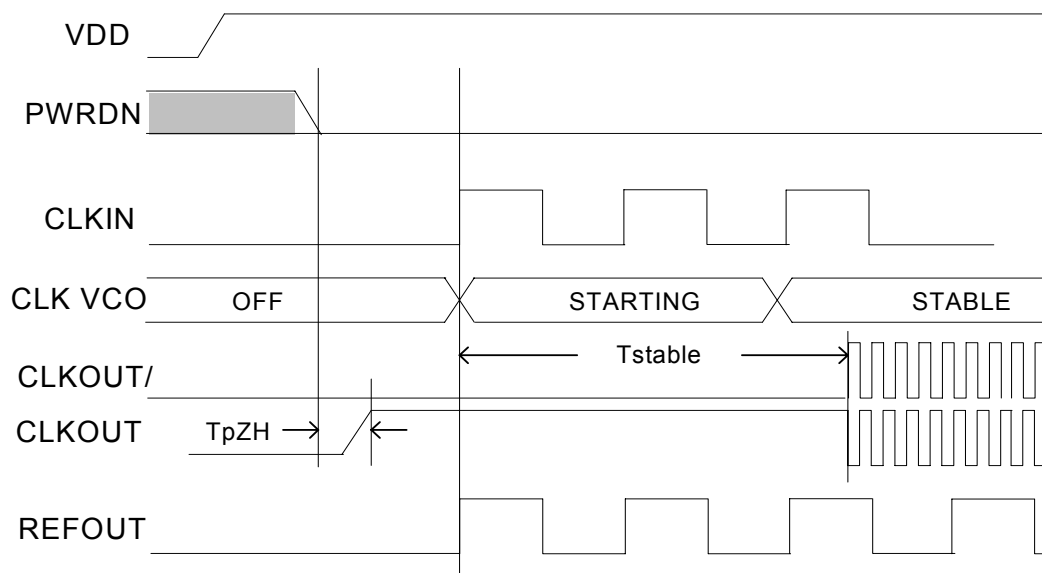 VDD
PWRDN
CLKIN
CLK VCO OFF STARTING STABLE
Tstable
CLKOUT/
CLKOUT TpZH
REFOUT